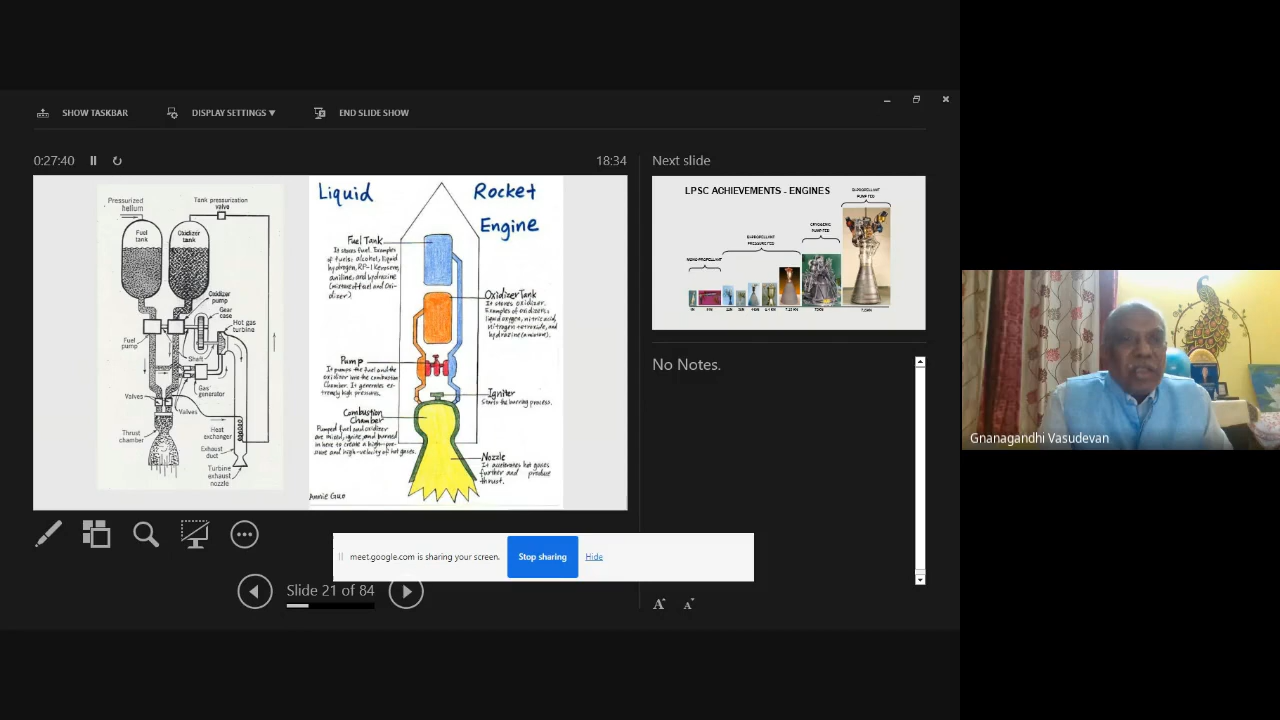 SHOW TASKBAR
DISPLAY SETTINGS ▼
END SLIDE SHOW
0:27:40
18:34
Next slide
Pressurized
helium
Tank pressurization
valve
Fuel
tank
Oxidizer
tank
Oxidizer
pump
Gear
case
Hot gas
turbine
Fuel
pump
Shaft
Gas
generator
Valves
Valves
Thrust
chamber
Heat
exchanger
Exhaust
duct
Turbine
exhaust
nozzle
Liquid Rocket
Engine
Fuel Tank
It stores fuel. Examples
of fuels: alcohol, liquid
hydrogen, RP-1 Kerosene,
and hydrazine
Oxidizer Tank
It stores oxidizer.
Examples of oxidizers:
liquid oxygen, nitric acid,
nitrogen tetroxide, and
Pump
It pumps the fuel and the
oxidizer into the combustion
chamber. It generates ex-
tremely high pressures.
Igniter
Starts the burning process.
Combustion
Chamber
Pumped fuel and oxidizer
are mixed, ignite, and burned
in here to create a high-pre-
ssure and high-velocity of hot gases.
Nozzle
It accelerates hot gases
further and produce
thrust.
Annie Guo
LPSC ACHIEVEMENTS - ENGINES
No Notes.
Gnanagandhi Vasudevan
meet.google.com is sharing your screen.
Stop sharing
Hide
Slide 21 of 84
A A